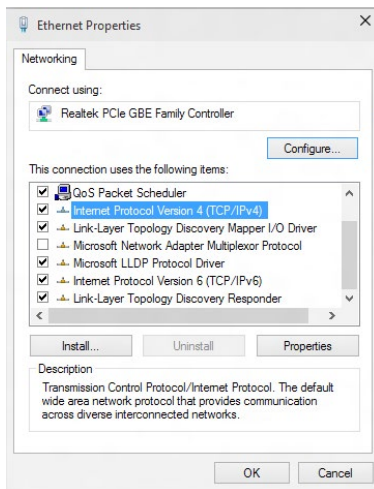 Ethernet Properties
Networking
Connect using:
Realtek PCIe GBE Family Controller
Configure...
This connection uses the following items:
QoS Packet Scheduler
Internet Protocol Version 4 (TCP/IPv4)
Link-Layer Topology Discovery Mapper I/O Driver
Microsoft Network Adapter Multiplexor Protocol
Microsoft LLDP Protocol Driver
Internet Protocol Version 6 (TCP/IPv6)
Link-Layer Topology Discovery Responder
Install... Uninstall Properties
Description
Transmission Control Protocol/Internet Protocol. The default
wide area network protocol that provides communication
across diverse interconnected networks.
OK Cancel